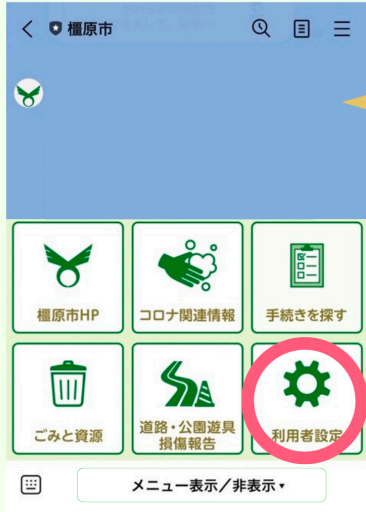 橿原市
橿原市HP
コロナ関連情報
手続きを探す
ごみと資源
道路・公園遊具
損傷報告
利用者設定
メニュー表示/非表示▾